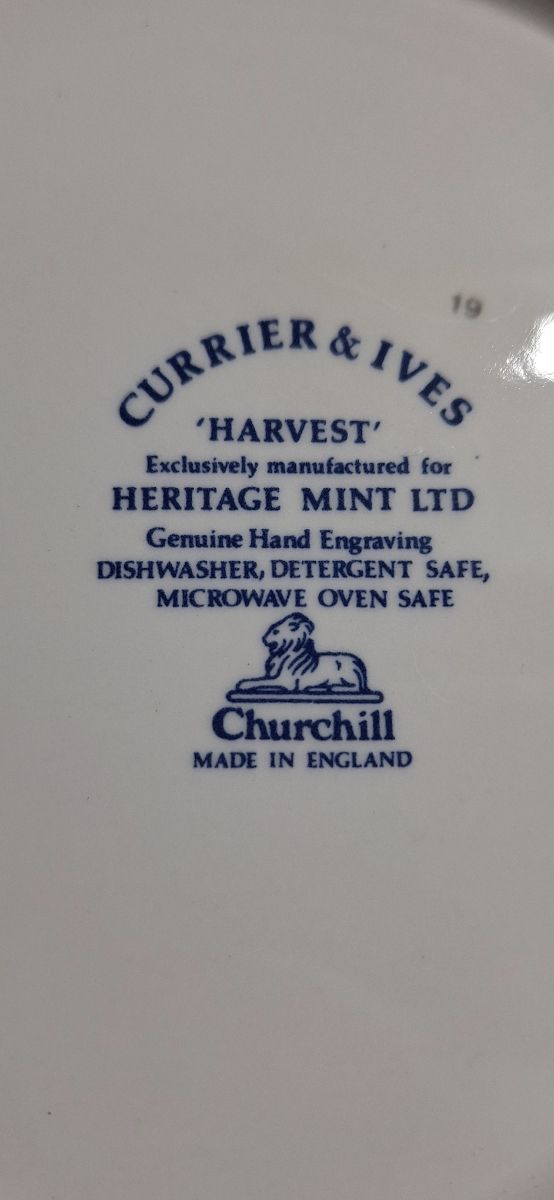 19
CURRIER & IVES
'HARVEST'
Exclusively manufactured for
HERITAGE MINT LTD
Genuine Hand Engraving
DISHWASHER, DETERGENT SAFE,
MICROWAVE OVEN SAFE
Churchill
MADE IN ENGLAND